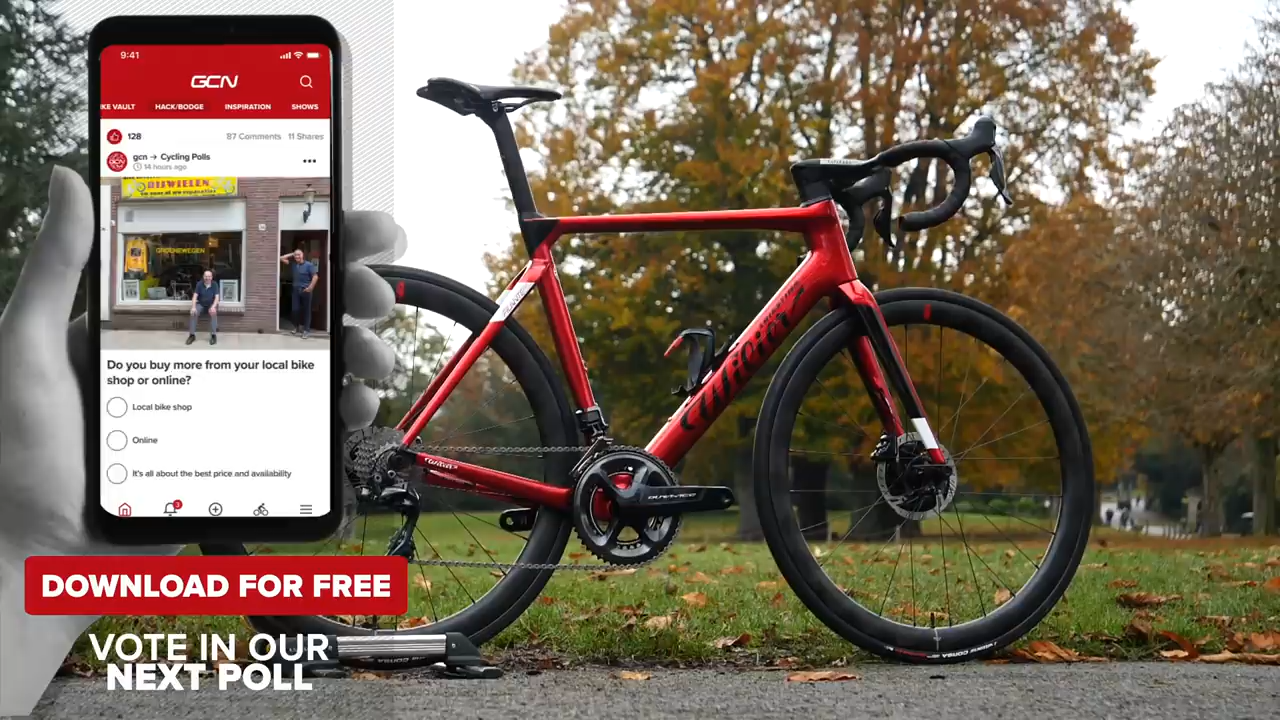 9:41
GCN
KE VAULT HACK/BODGE INSPIRATION SHOWS
128 87 Comments 11 Shares
gcn → Cycling Polls
14 hours ago
GROENEWEGEN
Do you buy more from your local bike
shop or online?
Local bike shop
Online
It's all about the best price and availability
DOWNLOAD FOR FREE
VOTE IN OUR
NEXT POLL
Wilier
DURA-ACE
Wilier